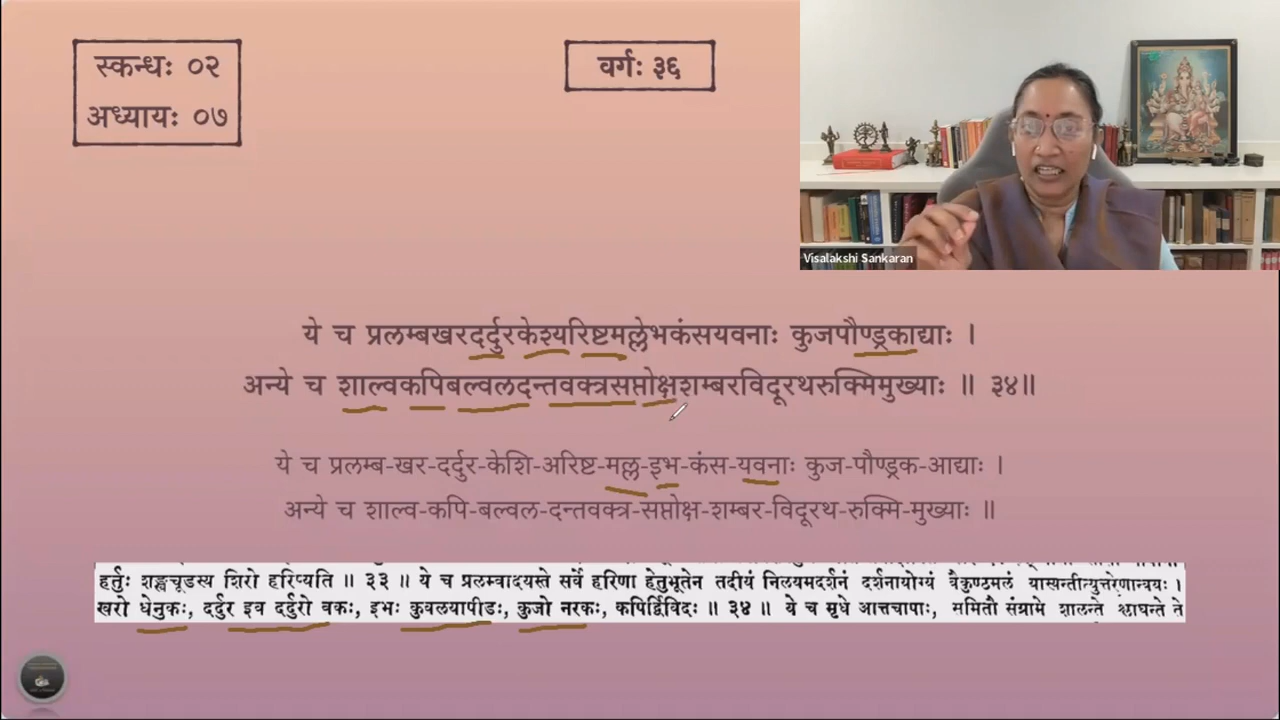 स्कन्धः ०२
अध्यायः ०७
वर्गः ३६
Visalakshi Sankaran
ये च प्रलम्बखरदर्दुरकेश्यरिष्टमल्लेभकंसयवनाः कुजपौण्ड्रकाद्याः ।
अन्ये च शाल्वकपिबल्वलदन्तवक्त्रसप्तोक्षशम्बरविदूरथरुक्मिमुख्याः ॥ ३४॥
ये च प्रलम्ब-खर-दर्दुर-केशि-अरिष्ट-मल्ल-इभ-कंस-यवनाः कुज-पौण्ड्रक-आद्याः ।
अन्ये च शाल्व-कपि-बल्वल-दन्तवक्त्र-सप्तोक्ष-शम्बर-विदूरथ-रुक्मि-मुख्याः ॥
हर्तुः शङ्खचूडस्य शिरो हरिष्यति ॥ ३३ ॥ ये च प्रलम्बादयस्ते सर्वे हरिणा हेतुभूतेन तदीयं निलयमदर्शनं दर्शनायोग्यं वैकुण्ठमलं यास्यन्तीत्युत्तरेणान्वयः ।
खरो धेनुकः, दर्दुर इव दर्दुरो बकः, इभः कुवलयापीडः, कुजो नरकः, कपिर्द्विविदः ॥ ३४ ॥ ये च मृधे आत्तचापाः, समितौ संग्रामे शालन्ते श्लाघन्ते ते